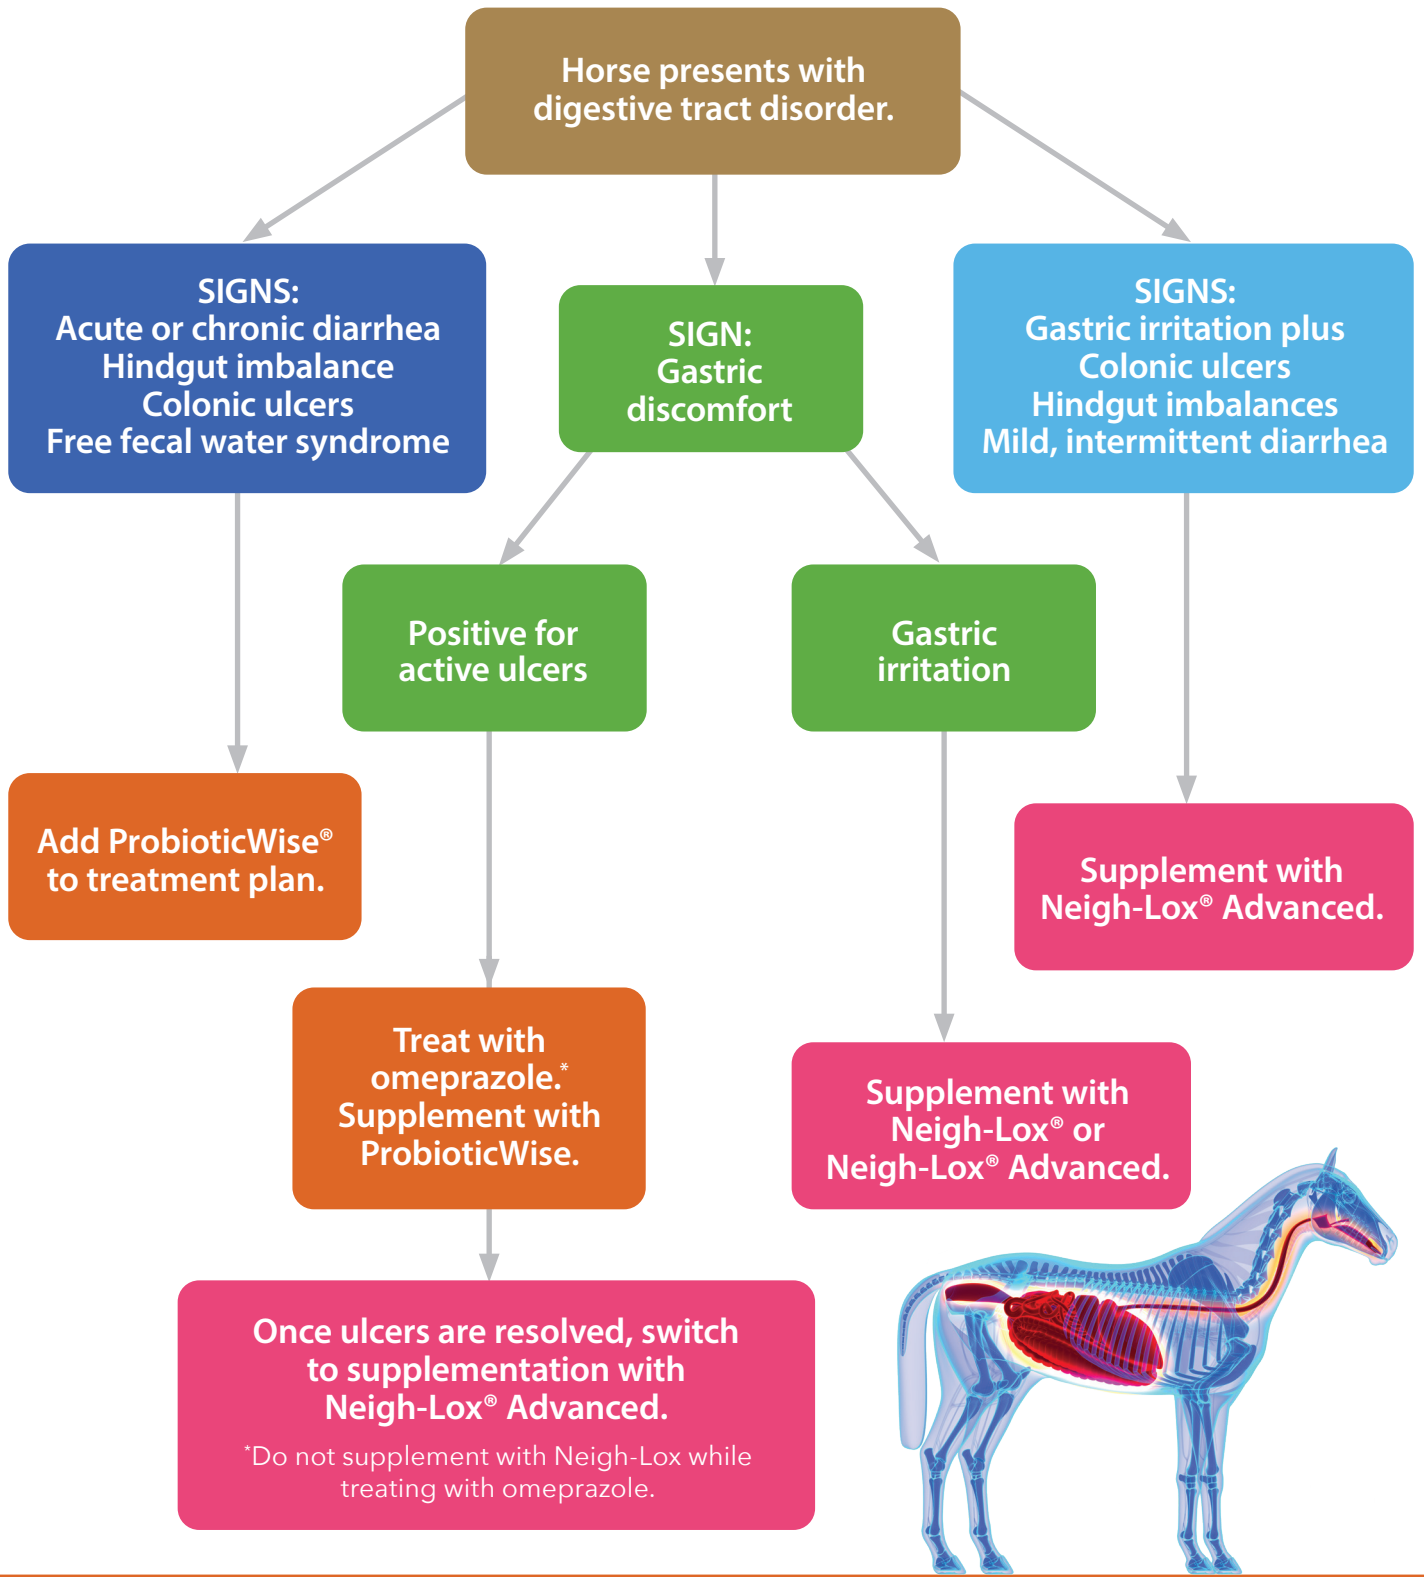 Horse presents with
digestive tract disorder.
SIGNS:
Acute or chronic diarrhea
Hindgut imbalance
Colonic ulcers
Free fecal water syndrome
SIGN:
Gastric
discomfort
SIGNS:
Gastric irritation plus
Colonic ulcers
Hindgut imbalances
Mild, intermittent diarrhea
Positive for
active ulcers
Gastric
irritation
Add ProbioticWise®
to treatment plan.
Supplement with
Neigh-Lox® Advanced.
Treat with
omeprazole.*
Supplement with
ProbioticWise.
Supplement with
Neigh-Lox® or
Neigh-Lox® Advanced.
Once ulcers are resolved, switch
to supplementation with
Neigh-Lox® Advanced.
*Do not supplement with Neigh-Lox while
treating with omeprazole.